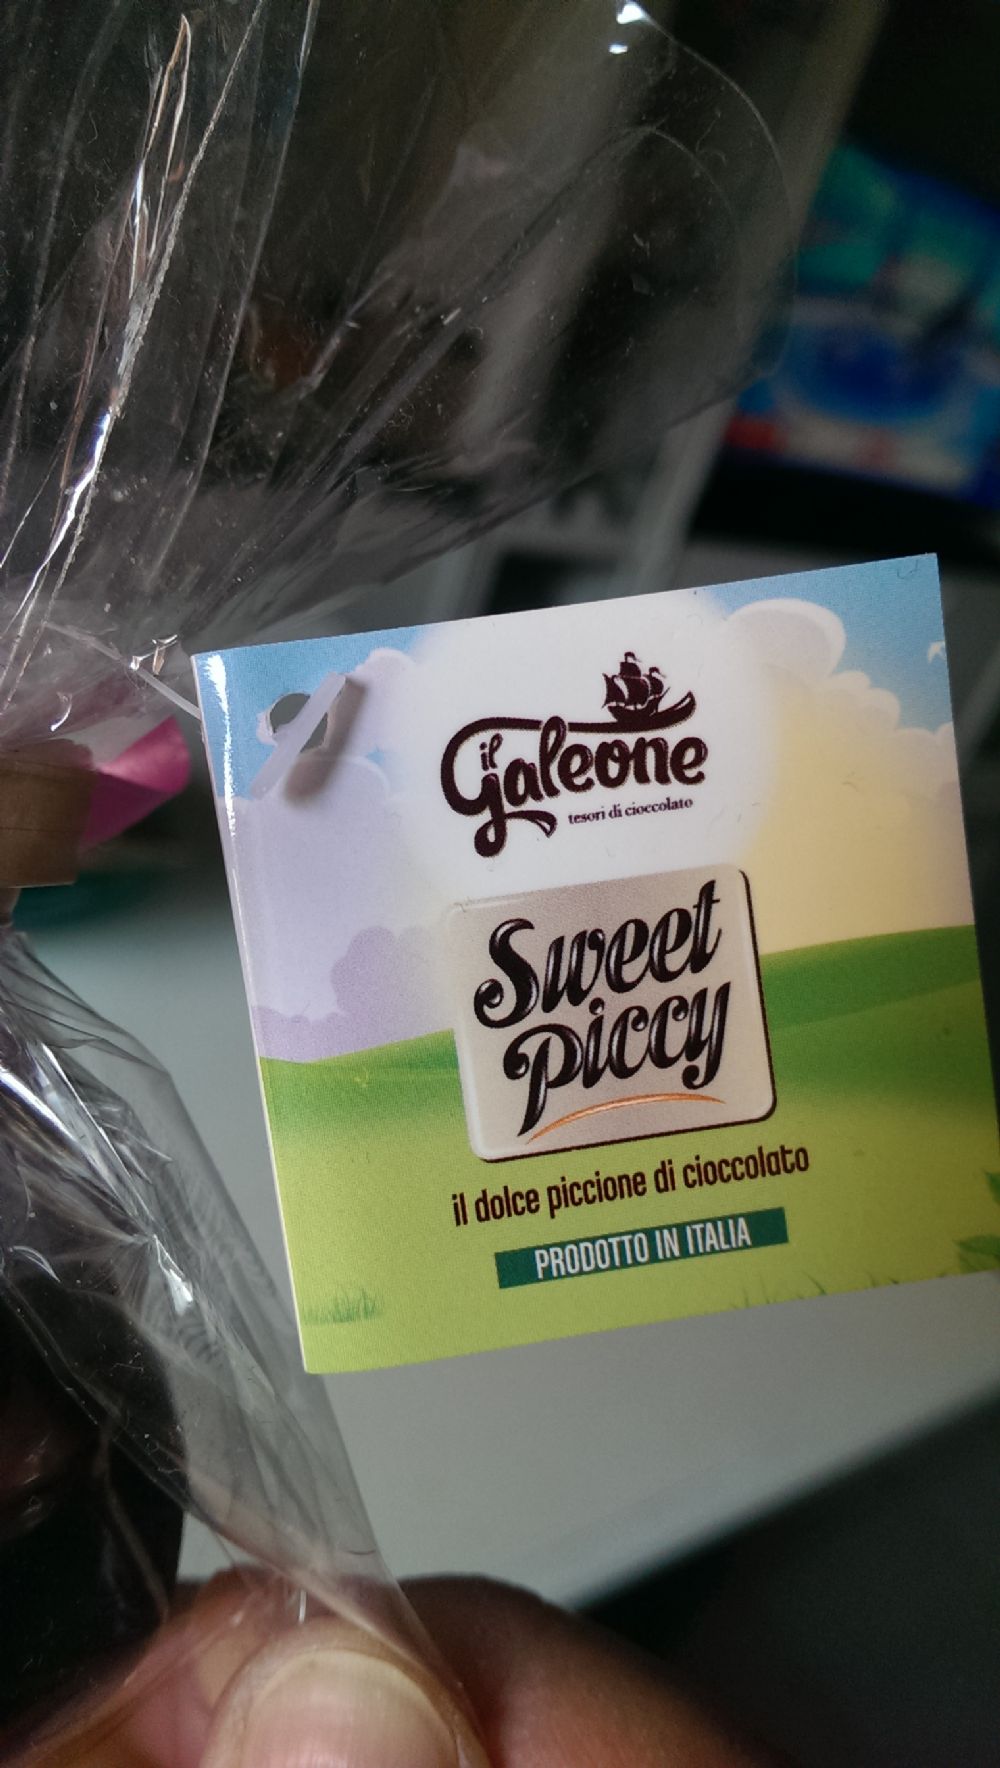 il Galeone
tesori di cioccolato
Sweet
Piccy
il dolce piccione di cioccolato
PRODOTTO IN ITALIA